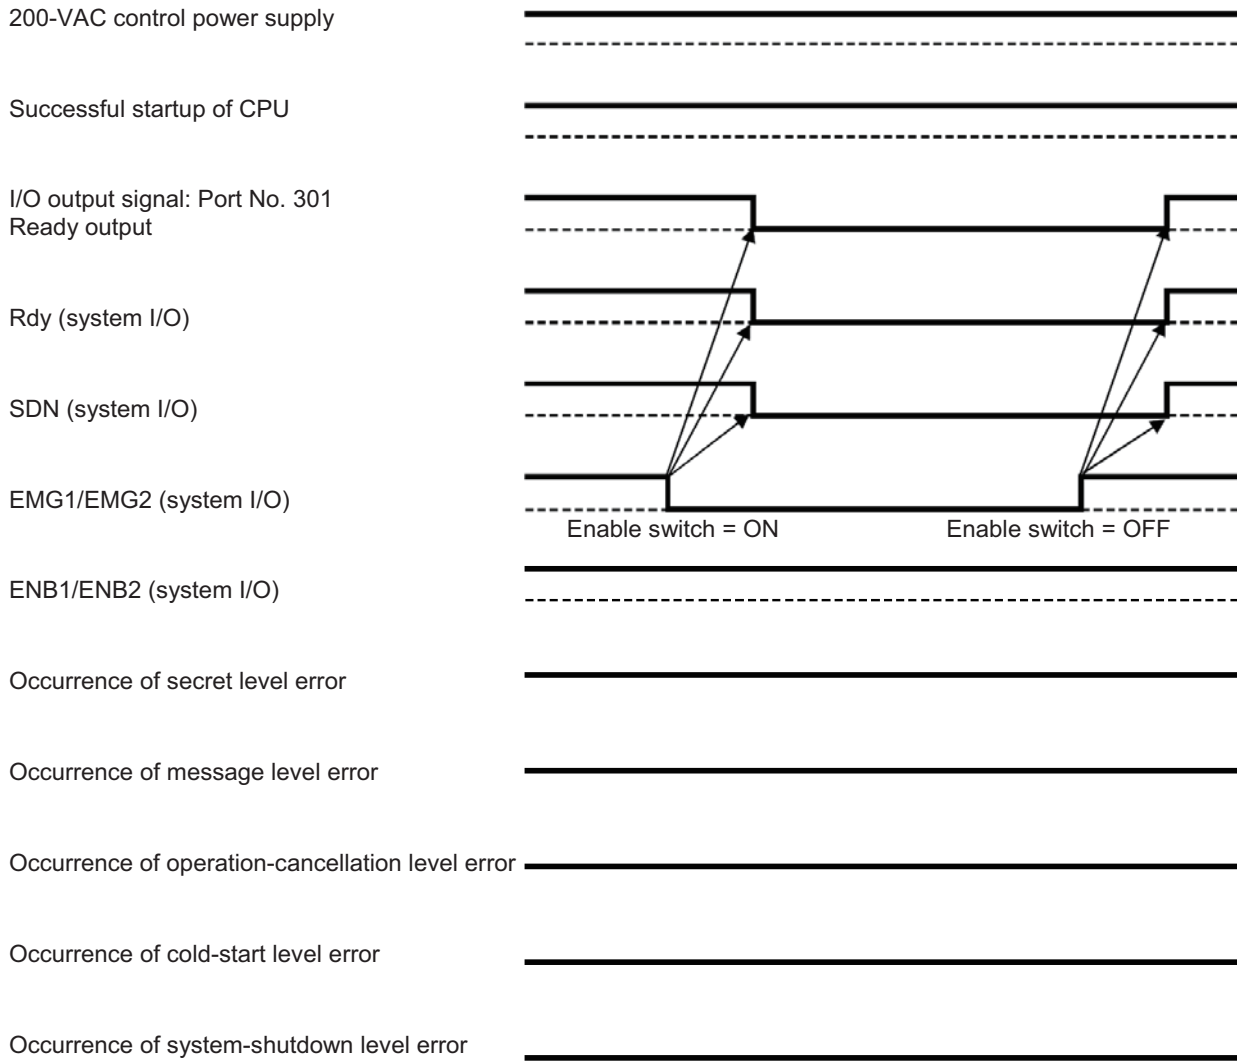 200-VAC control power supply
Successful startup of CPU
I/O output signal: Port No. 301
Ready output
Rdy (system I/O)
SDN (system I/O)
EMG1/EMG2 (system I/O)
Enable switch = ON
Enable switch = OFF
ENB1/ENB2 (system I/O)
Occurrence of secret level error
Occurrence of message level error
Occurrence of operation-cancellation level error
Occurrence of cold-start level error
Occurrence of system-shutdown level error